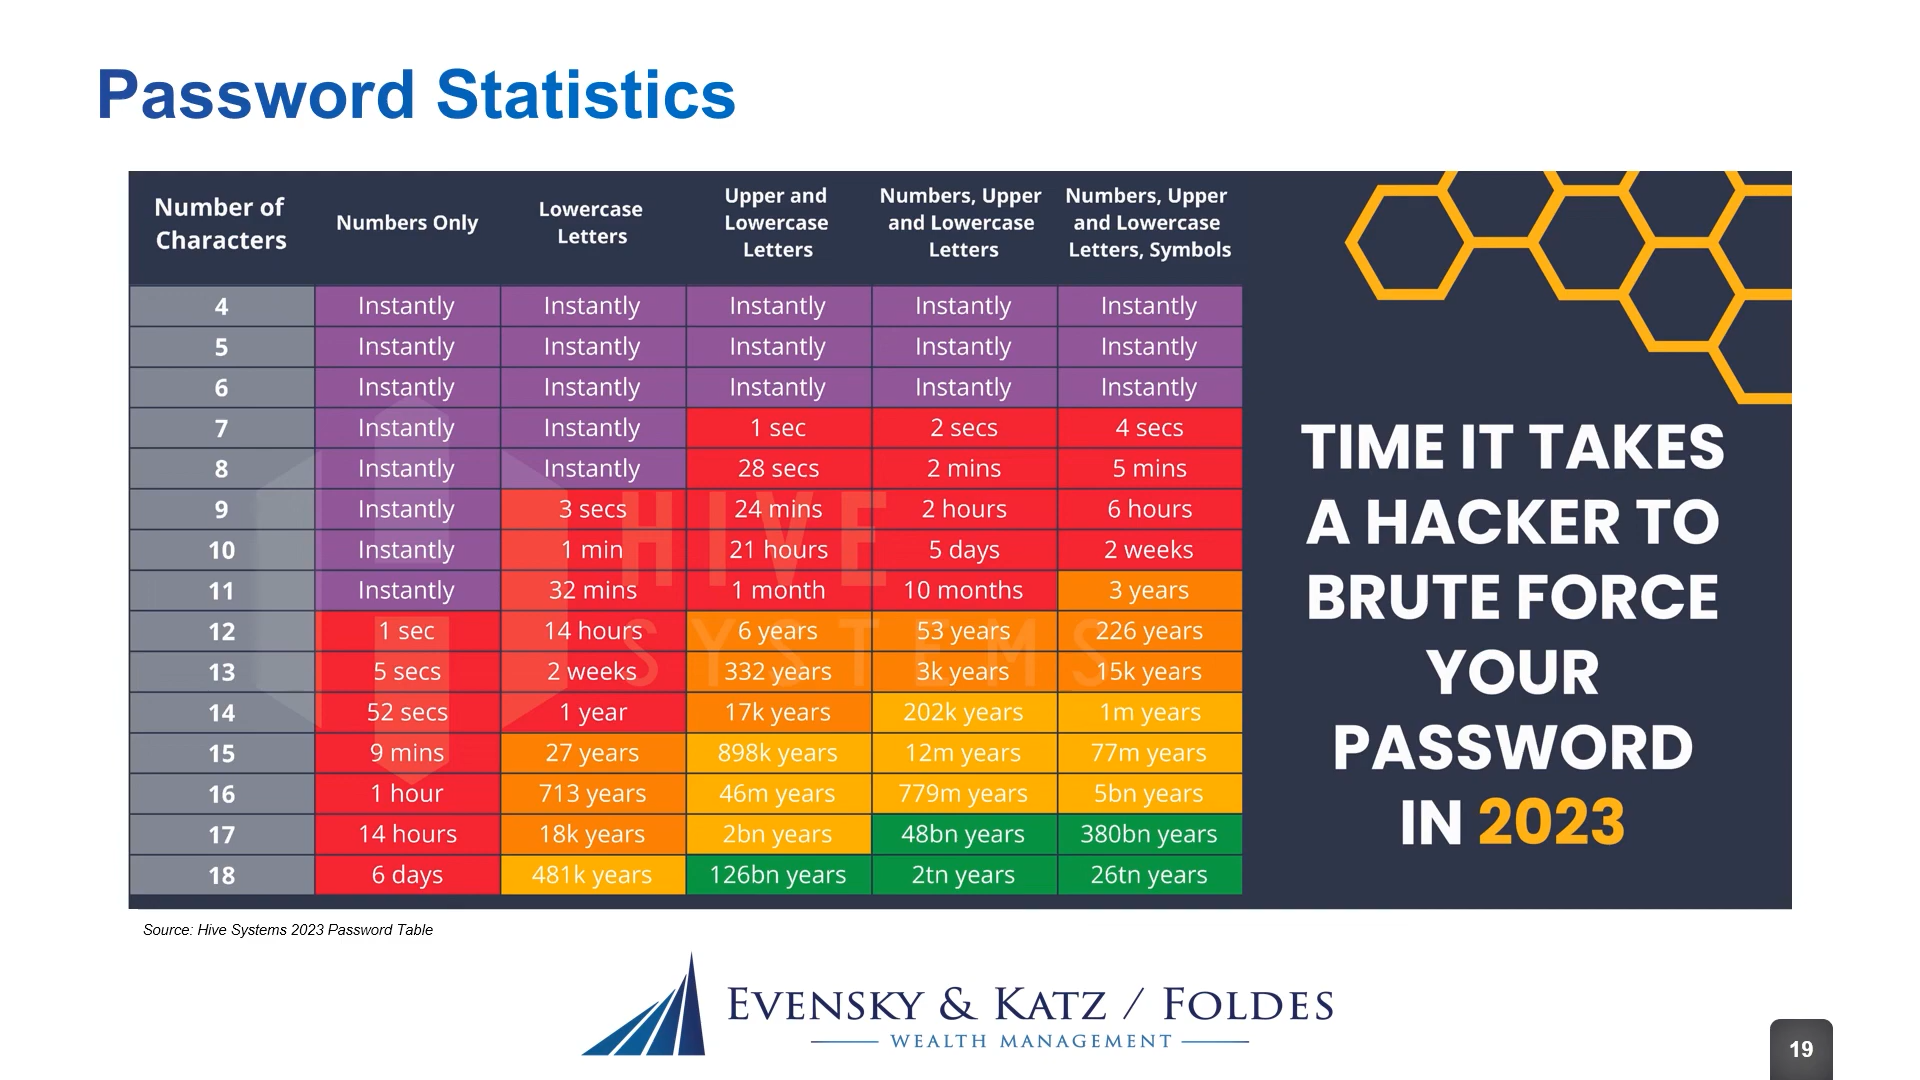 Password Statistics
Number of Characters Numbers Only Lowercase Letters Upper and Lowercase Letters Numbers, Upper and Lowercase Letters Numbers, Upper and Lowercase Letters, Symbols
4 Instantly Instantly Instantly Instantly Instantly
5 Instantly Instantly Instantly Instantly Instantly
6 Instantly Instantly Instantly Instantly Instantly
7 Instantly Instantly 1 sec 2 secs 4 secs
8 Instantly Instantly 28 secs 2 mins 5 mins
9 Instantly 3 secs 24 mins 2 hours 6 hours
10 Instantly 1 min 21 hours 5 days 2 weeks
11 Instantly 32 mins 1 month 10 months 3 years
12 1 sec 14 hours 6 years 53 years 226 years
13 5 secs 2 weeks 332 years 3k years 15k years
14 52 secs 1 year 17k years 202k years 1m years
15 9 mins 27 years 898k years 12m years 77m years
16 1 hour 713 years 46m years 779m years 5bn years
17 14 hours 18k years 2bn years 48bn years 380bn years
18 6 days 481k years 126bn years 2tn years 26tn years
HIVE
SYSTEMS
TIME IT TAKES
A HACKER TO
BRUTE FORCE
YOUR
PASSWORD
IN 2023
Source: Hive Systems 2023 Password Table
EVENSKY & KATZ / FOLDES
WEALTH MANAGEMENT
19